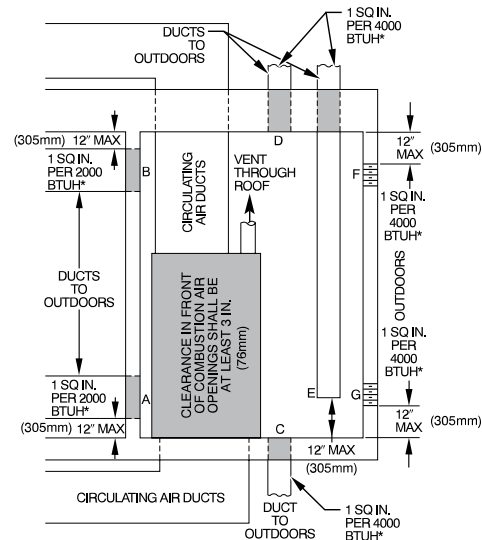 DUCTS
TO
OUTDOORS
1 SQ IN.
PER 4000
BTUH*
12" MAX
(305mm)
1 SQ IN.
PER 2000
BTUH*
B
CIRCULATING
AIR DUCTS
VENT
THROUGH
ROOF
D
12"
MAX
(305mm)
F
1 SQ IN.
PER
4000
BTUH*
DUCTS
TO
OUTDOORS
CLEARANCE IN FRONT
OF COMBUSTION AIR
OPENINGS SHALL BE
AT LEAST 3 IN.
(76mm)
OUTDOORS
1 SQ IN.
PER
4000
BTUH*
1 SQ IN.
PER 2000
BTUH*
A
E
G
(305mm)
12" MAX
C
12" MAX
(305mm)
12"
MAX
(305mm)
CIRCULATING AIR DUCTS
DUCT
TO
OUTDOORS
1 SQ IN.
PER 4000
BTUH*